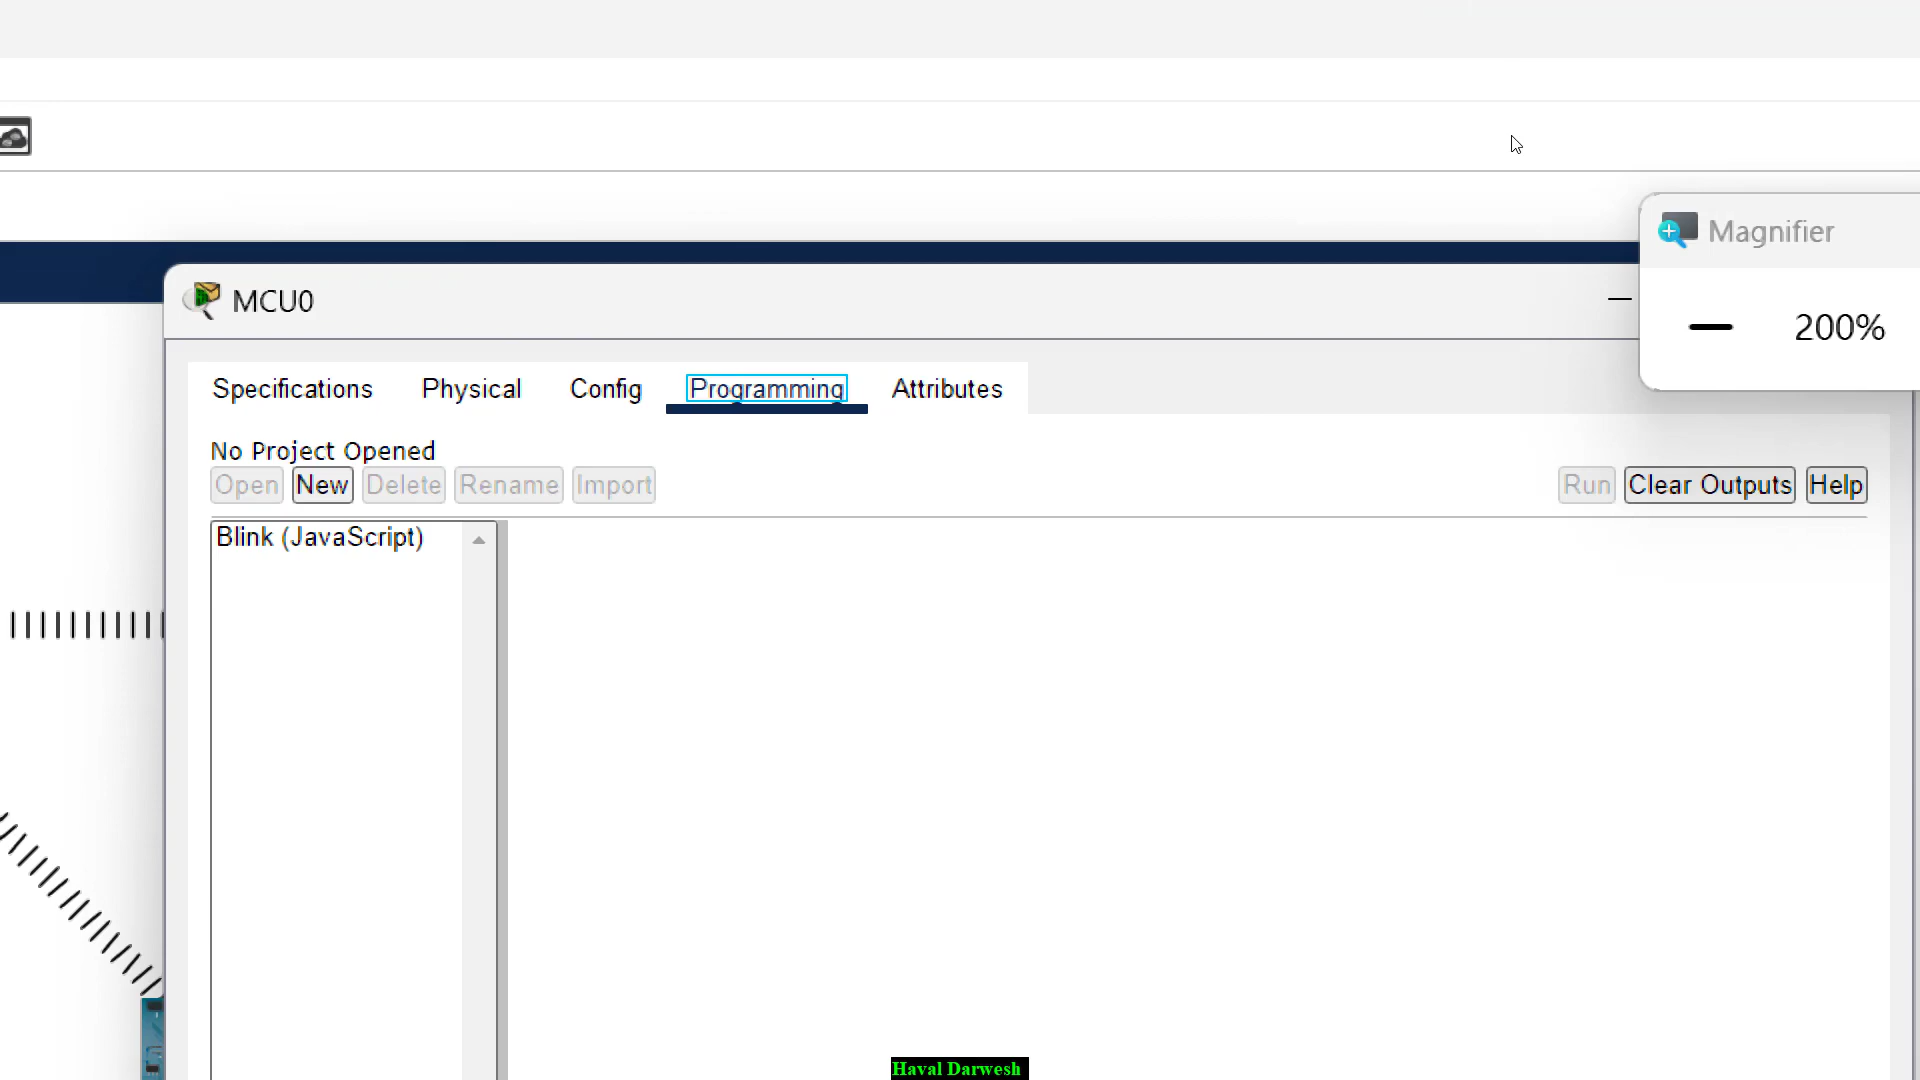 Magnifier
MCU0
200%
Specifications Physical Config Programming Attributes
No Project Opened
Open New Delete Rename Import Run Clear Outputs Help
Blink (JavaScript)
Haval Darwesh